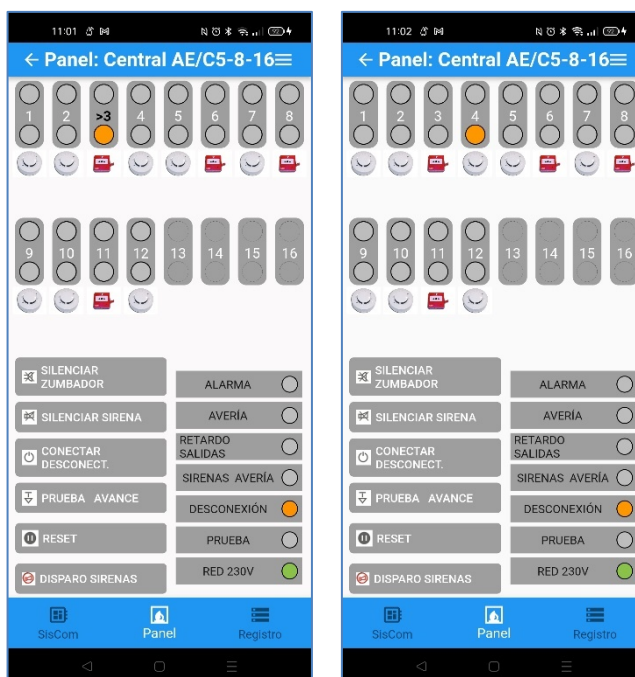 11:01
92
← Panel: Central AE/C5-8-16
1 2 >3 4 5 6 7 8
9 10 11 12 13 14 15 16
SILENCIAR
ZUMBADOR
SILENCIAR SIRENA
CONECTAR
DESCONECT.
PRUEBA AVANCE
RESET
DISPARO SIRENAS
ALARMA
AVERÍA
RETARDO
SALIDAS
SIRENAS AVERÍA
DESCONEXIÓN
PRUEBA
RED 230V
SisCom Panel Registro
11:02
92
← Panel: Central AE/C5-8-16
1 2 3 4 5 6 7 8
9 10 11 12 13 14 15 16
SILENCIAR
ZUMBADOR
SILENCIAR SIRENA
CONECTAR
DESCONECT.
PRUEBA AVANCE
RESET
DISPARO SIRENAS
ALARMA
AVERÍA
RETARDO
SALIDAS
SIRENAS AVERÍA
DESCONEXIÓN
PRUEBA
RED 230V
SisCom Panel Registro